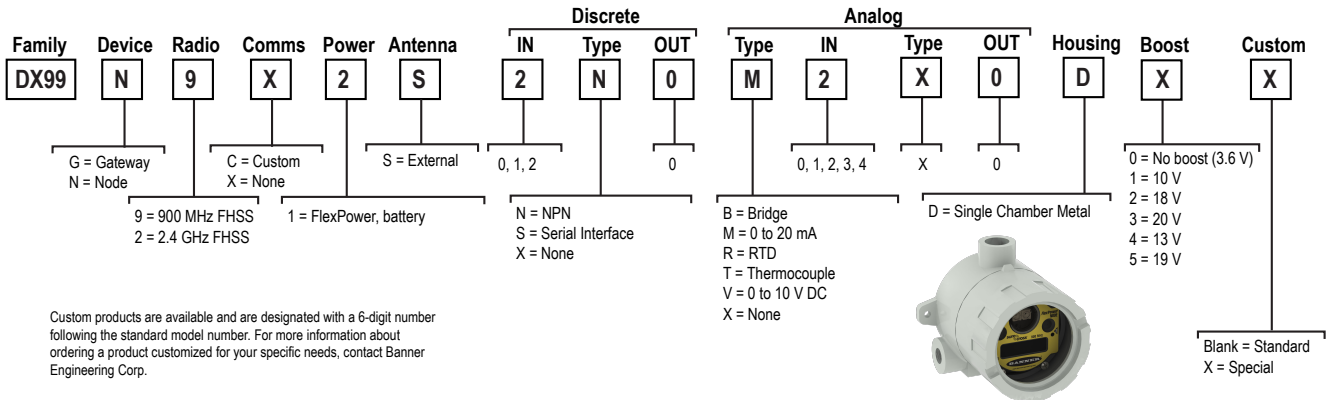 Discrete
Analog
Family Device Radio Comms Power Antenna IN Type OUT Type IN Type OUT Housing Boost Custom
DX99 N 9 X 2 S 2 N 0 M 2 X 0 D X X
G = Gateway
N = Node
9 = 900 MHz FHSS
2 = 2.4 GHz FHSS
C = Custom
X = None
1 = FlexPower, battery
S = External
0, 1, 2
N = NPN
S = Serial Interface
X = None
0
B = Bridge
M = 0 to 20 mA
R = RTD
T = Thermocouple
V = 0 to 10 V DC
X = None
0, 1, 2, 3, 4
X
0
D = Single Chamber Metal
0 = No boost (3.6 V)
1 = 10 V
2 = 18 V
3 = 20 V
4 = 13 V
5 = 19 V
Blank = Standard
X = Special
Custom products are available and are designated with a 6-digit number
following the standard model number. For more information about
ordering a product customized for your specific needs, contact Banner
Engineering Corp.
BANNER